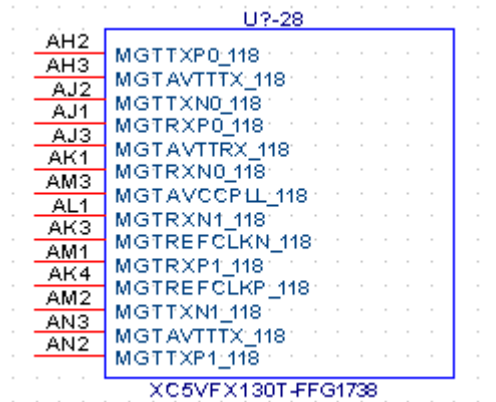 U?-28
AH2 MGTTXP0_118
AH3 MGTAVTTTX_118
AJ2 MGTTXN0_118
AJ1 MGTRXP0_118
AJ3 MGTAVTTRX_118
AK1 MGTRXN0_118
AM3 MGTAVCCPLL_118
AL1 MGTRXN1_118
AK3 MGTREFCLKN_118
AM1 MGTRXP1_118
AK4 MGTREFCLKP_118
AM2 MGTTXN1_118
AN3 MGTAVTTTX_118
AN2 MGTTXP1_118
XC5VFX130T-FFG1738